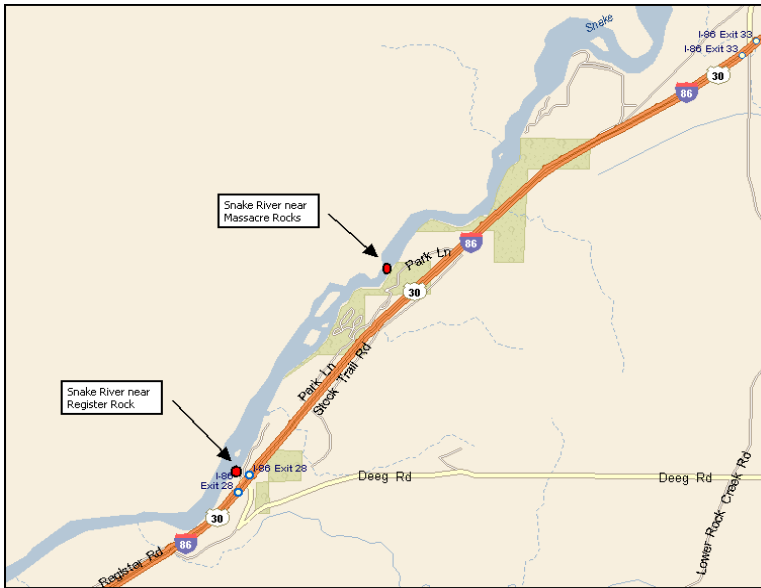 Snake
I-86 Exit 33
I-86 Exit 33
30
86
Snake River near
Massacre Rocks
86
Park Ln
30
Park Ln
Stock Trail Rd
Snake River near
Register Rock
I-86 Exit 28
I-86
Exit 28
Deeg Rd
Deeg Rd
Lower Rock Creek Rd
30
86
Register Rd